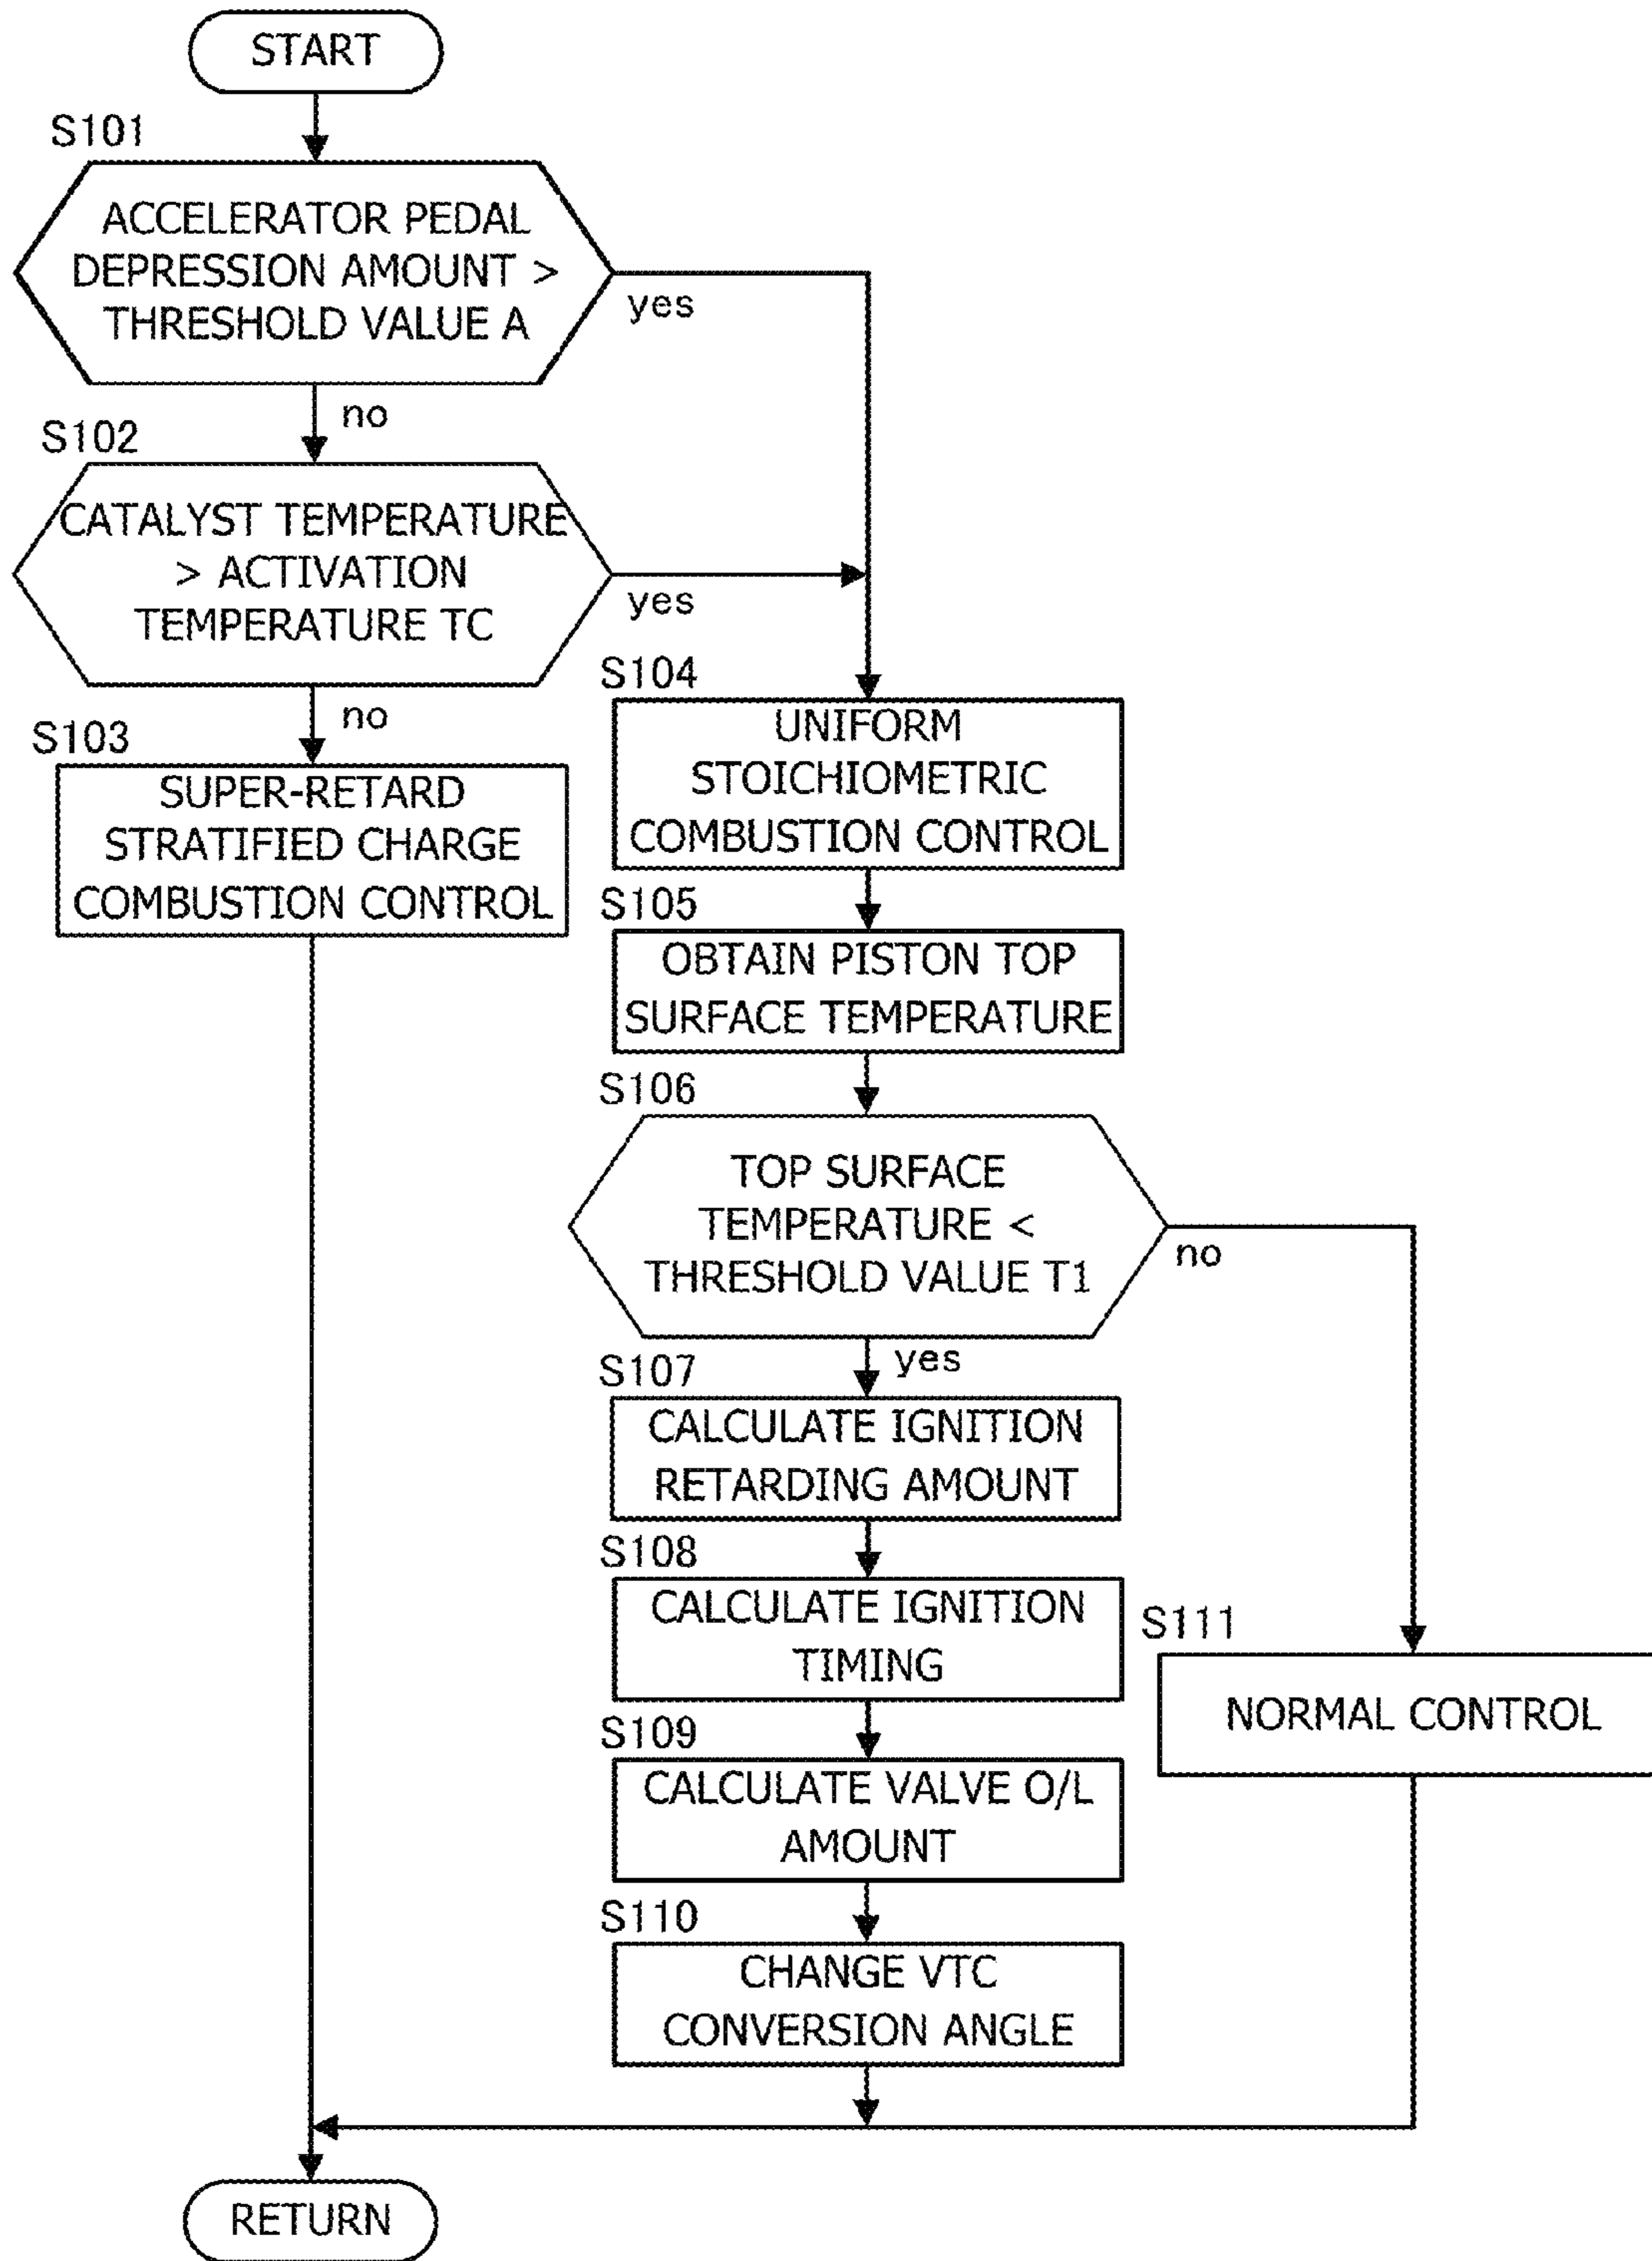 START
S101
ACCELERATOR PEDAL
DEPRESSION AMOUNT >
THRESHOLD VALUE A
yes
no
S102
CATALYST TEMPERATURE
> ACTIVATION
TEMPERATURE TC
yes
no
S103
SUPER-RETARD
STRATIFIED CHARGE
COMBUSTION CONTROL
S104
UNIFORM
STOICHIOMETRIC
COMBUSTION CONTROL
S105
OBTAIN PISTON TOP
SURFACE TEMPERATURE
S106
TOP SURFACE
TEMPERATURE <
THRESHOLD VALUE T1
no
yes
S107
CALCULATE IGNITION
RETARDING AMOUNT
S108
CALCULATE IGNITION
TIMING
S109
CALCULATE VALVE O/L
AMOUNT
S110
CHANGE VTC
CONVERSION ANGLE
S111
NORMAL CONTROL
RETURN